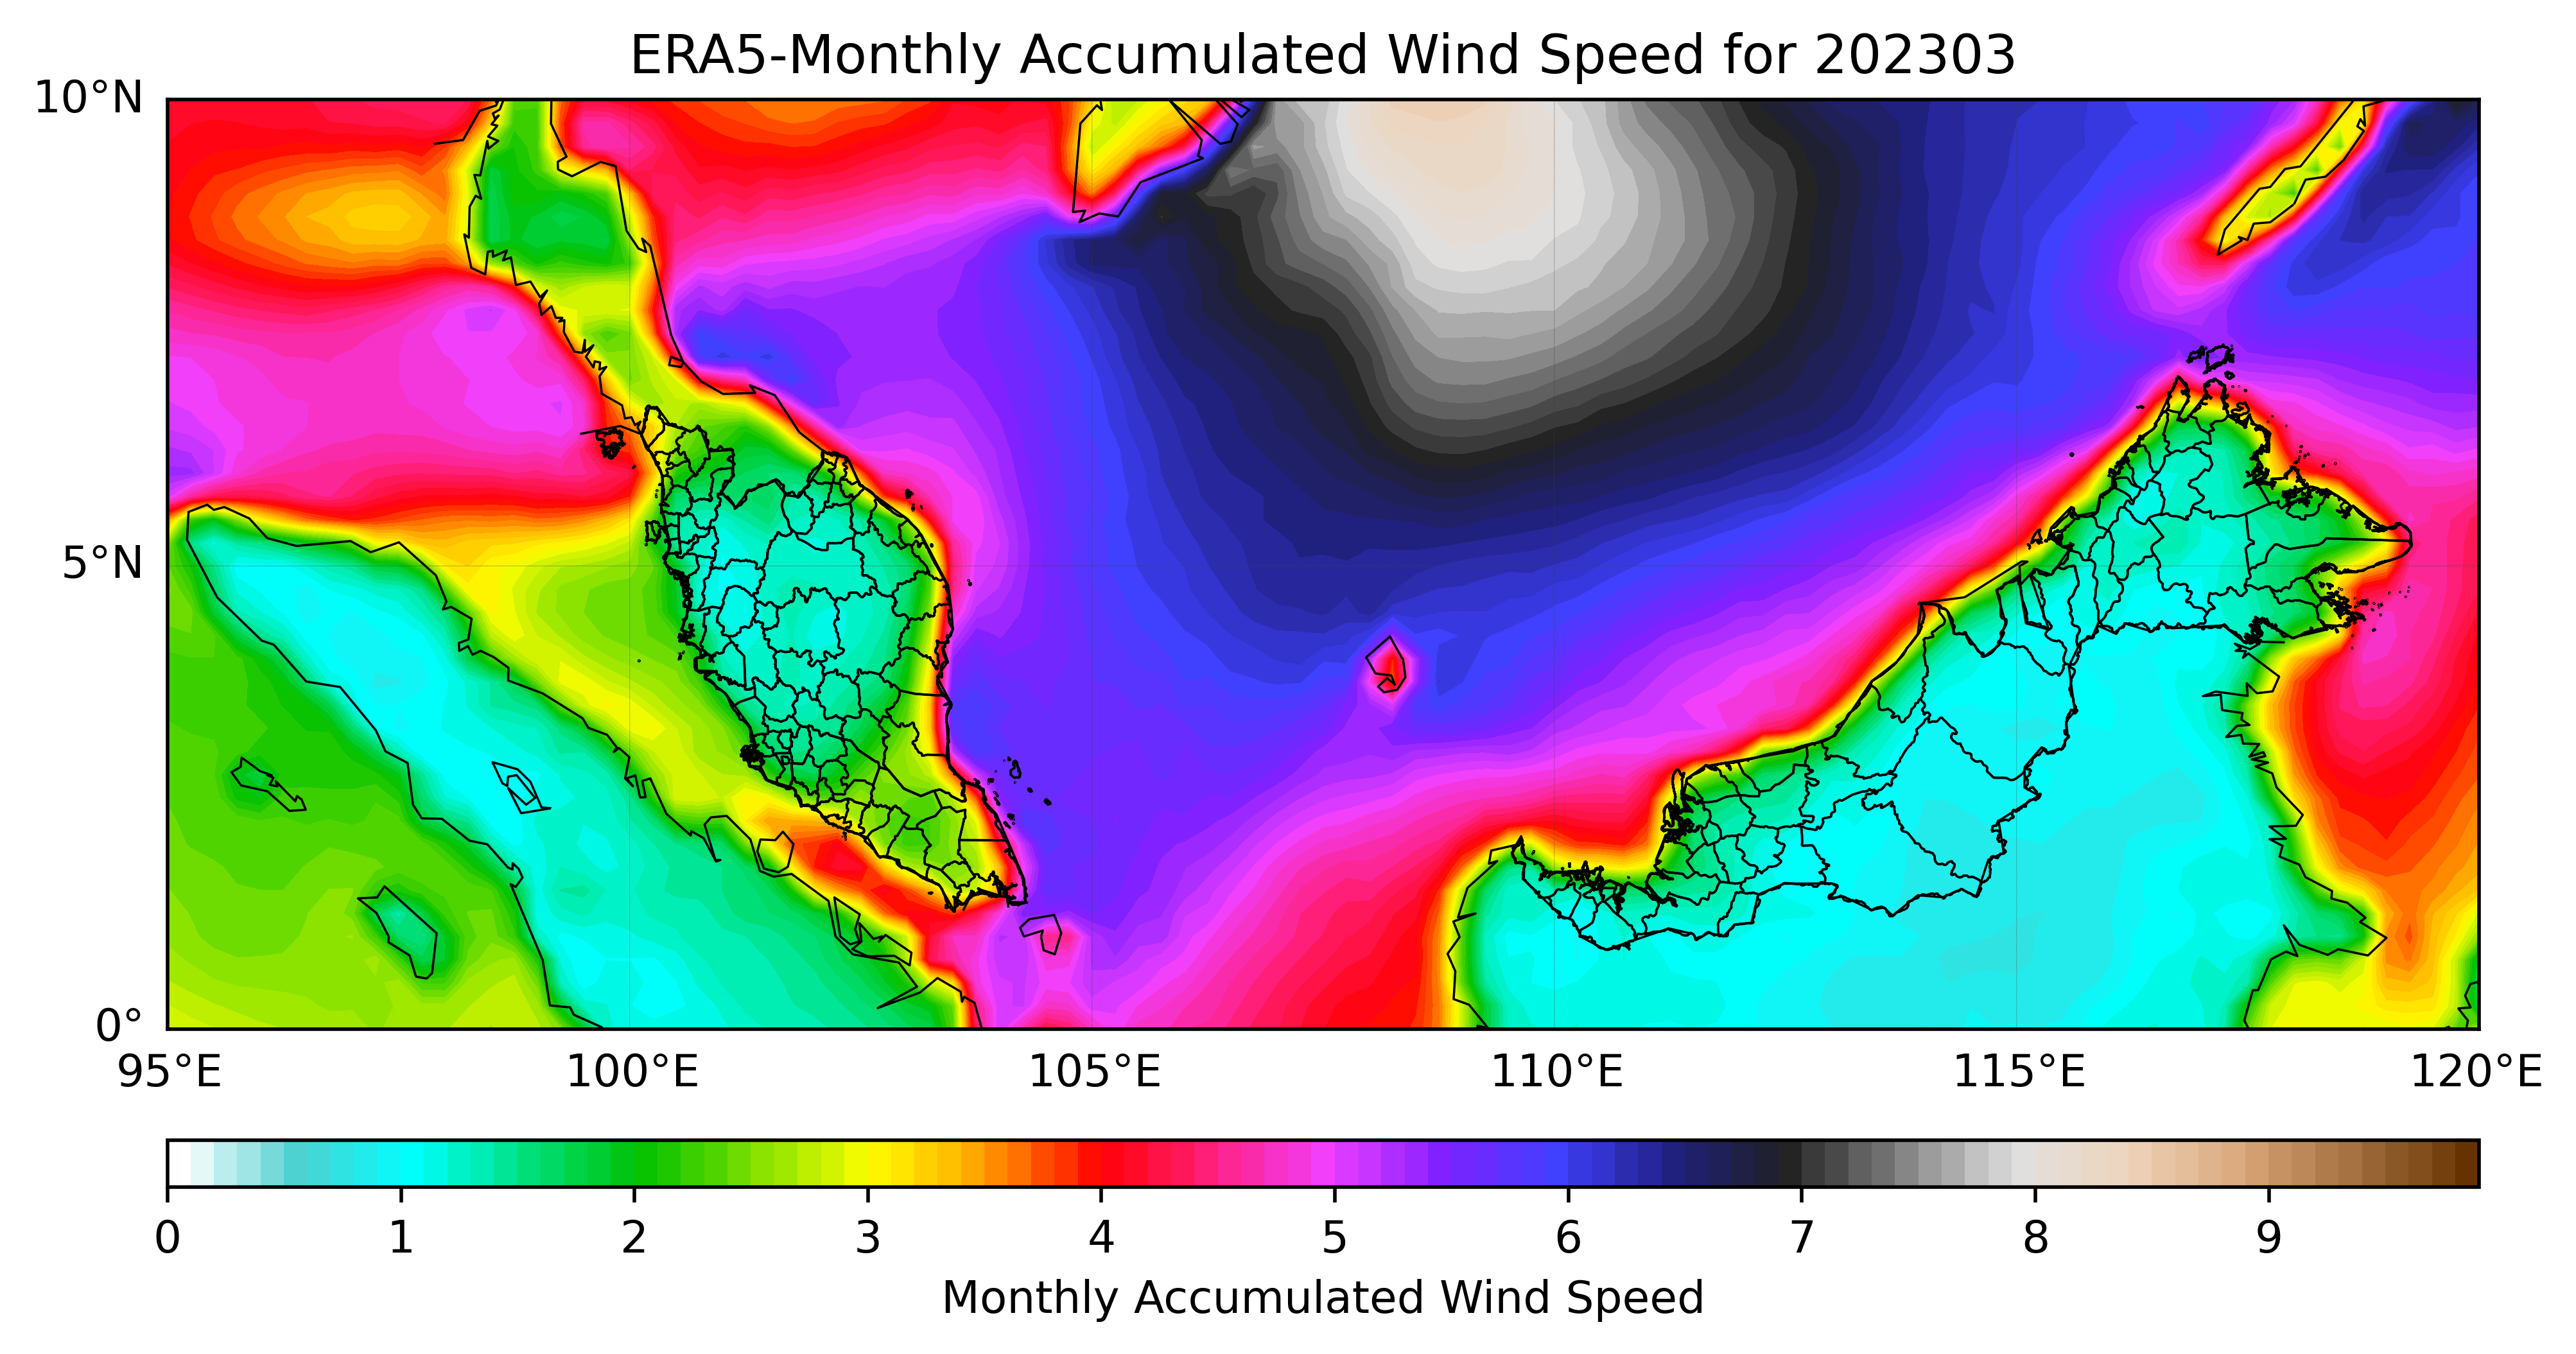 ERA5-Monthly Accumulated Wind Speed for 202303
10°N
5°N
0°
95°E 100°E 105°E 110°E 115°E 120°E
0 1 2 3 4 5 6 7 8 9
Monthly Accumulated Wind Speed